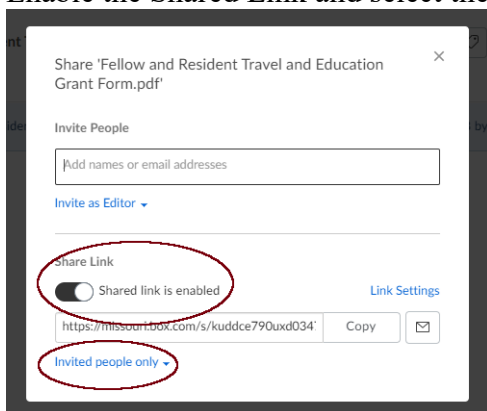 Enable the Shared Link and select the
Share 'Fellow and Resident Travel and Education
Grant Form.pdf'
Invite People
Add names or email addresses
Invite as Editor
Share Link
Shared link is enabled
Link Settings
https://missouri.box.com/s/kuddce790uxd034
Copy
Invited people only